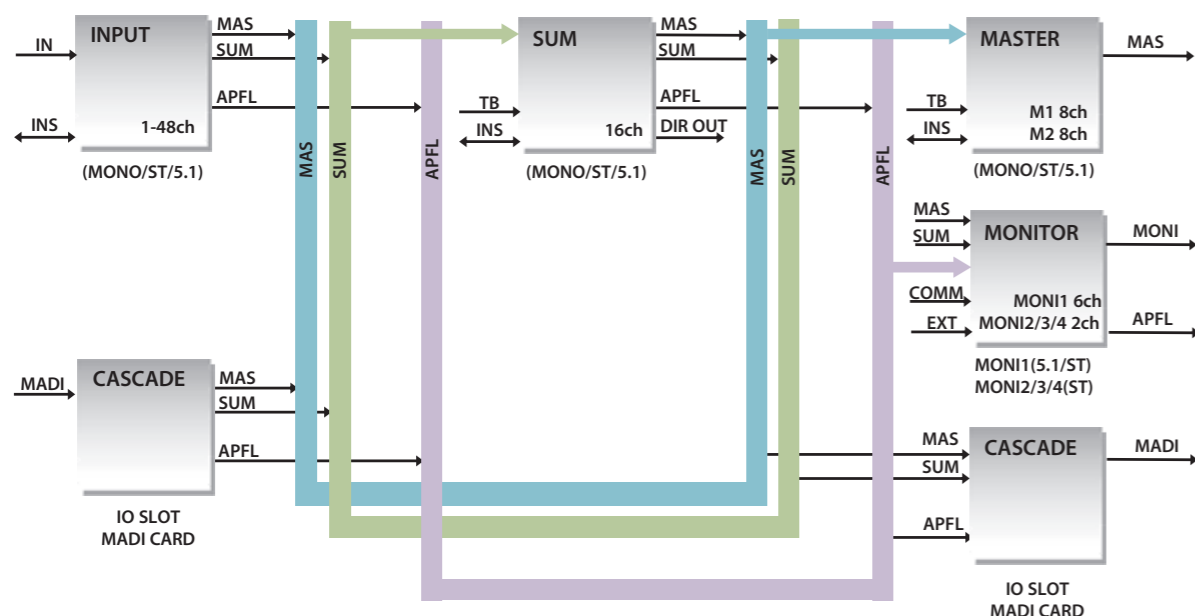 IN
INS
INPUT
1-48ch
(MONO/ST/5.1)
MAS
SUM
APFL
MADI
CASCADE
IO SLOT
MADI CARD
MAS
SUM
APFL
MAS
SUM
APFL
TB
INS
SUM
16ch
(MONO/ST/5.1)
MAS
SUM
APFL
DIR OUT
MAS
SUM
APFL
TB
INS
MASTER
M1 8ch
M2 8ch
(MONO/ST/5.1)
MAS
MAS
SUM
COMM
EXT
MONITOR
MONI1 6ch
MONI2/3/4 2ch
MONI1(5.1/ST)
MONI2/3/4(ST)
MONI
APFL
MAS
SUM
APFL
CASCADE
IO SLOT
MADI CARD
MADI